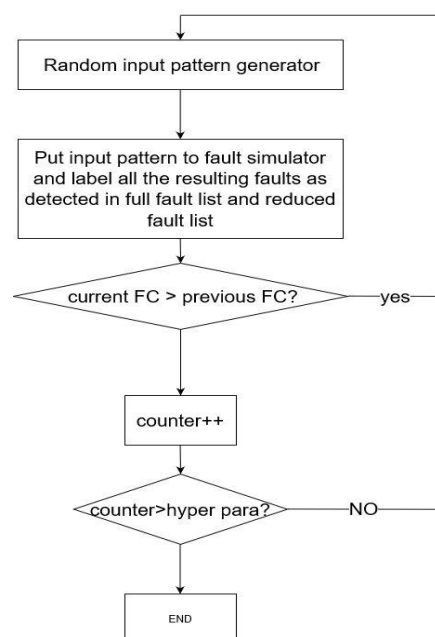 Random input pattern generator
Put input pattern to fault simulator
and label all the resulting faults as
detected in full fault list and reduced
fault list
current FC > previous FC?
yes
counter++
counter>hyper para?
NO
END